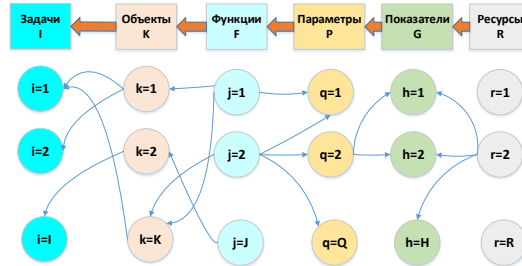 Задачи Объекты Функции Параметры Показатели Ресурсы
I K F P G R
i=1 k=1 j=1 q=1 h=1 r=1
i=2 k=2 j=2 q=2 h=2 r=2
i=I k=K j=J q=Q h=H r=R